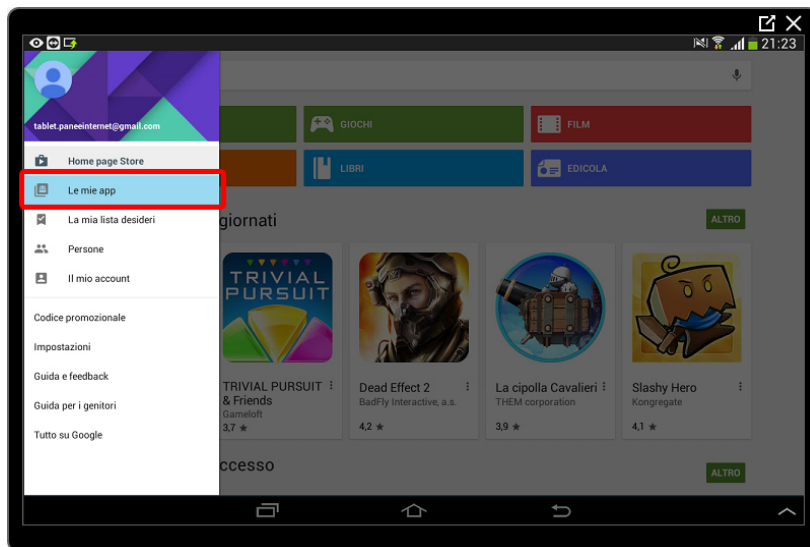 21:23
tablet.paneeinternet@gmail.com
Home page Store
Le mie app
La mia lista desideri
Persone
Il mio account
Codice promozionale
Impostazioni
Guida e feedback
Guida per i genitori
Tutto su Google
GIOCHI
FILM
LIBRI
EDICOLA
giornati
ALTRO
TRIVIAL
PURSUIT
TRIVIAL PURSUIT
& Friends
Gameloft
3,7 ★
Dead Effect 2
BadFly Interactive, a.s.
4,2 ★
La cipolla Cavalieri
THEM corporation
3,9 ★
Slashy Hero
Kongregate
4,1 ★
ccesso
ALTRO